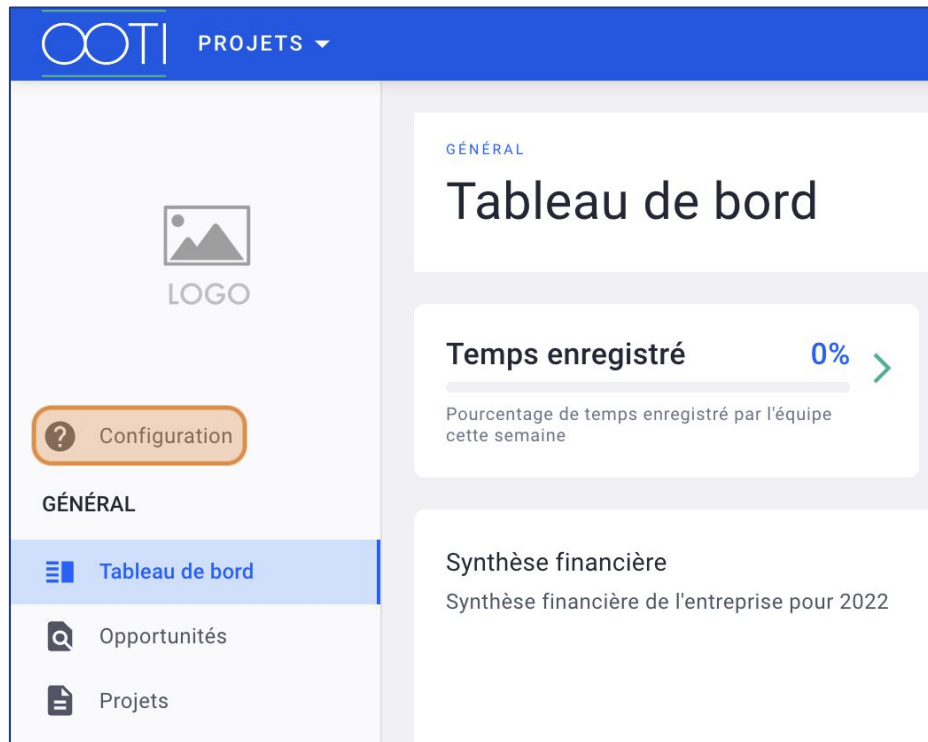 OOTI
PROJETS
LOGO
Configuration
GÉNÉRAL
Tableau de bord
Opportunités
Projets
GÉNÉRAL
Tableau de bord
Temps enregistré 0%
Pourcentage de temps enregistré par l'équipe
cette semaine
Synthèse financière
Synthèse financière de l'entreprise pour 2022